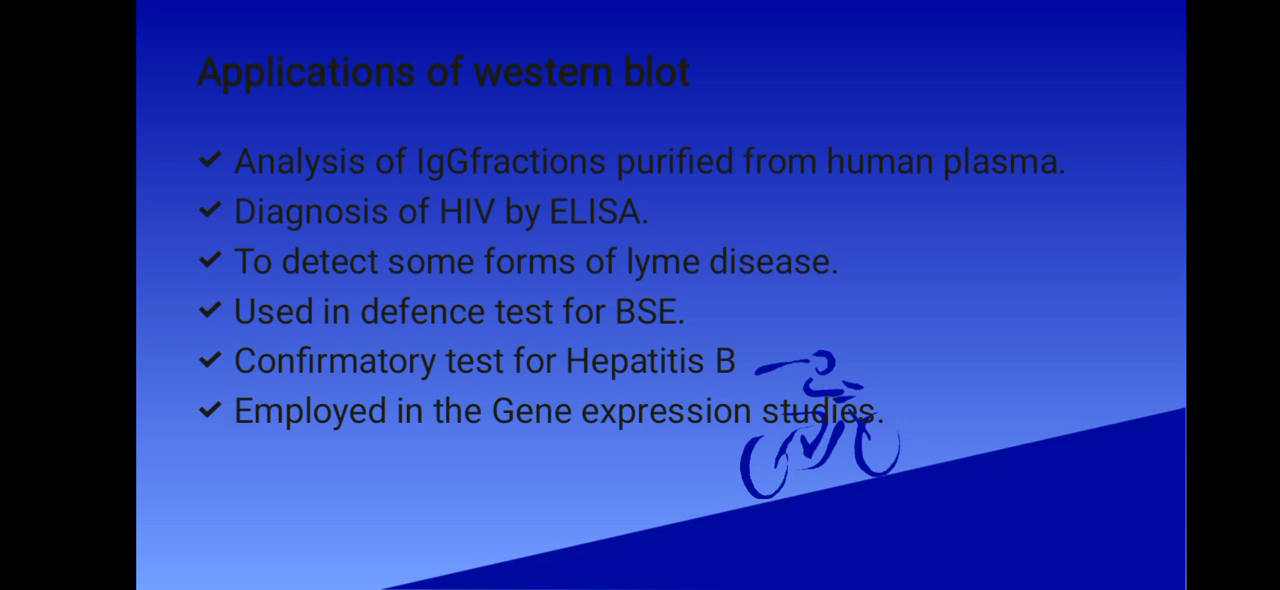 Applications of western blot
✔ Analysis of IgGfractions purified from human plasma.
✔ Diagnosis of HIV by ELISA.
✔ To detect some forms of lyme disease.
✔ Used in defence test for BSE.
✔ Confirmatory test for Hepatitis B
✔ Employed in the Gene expression studies.